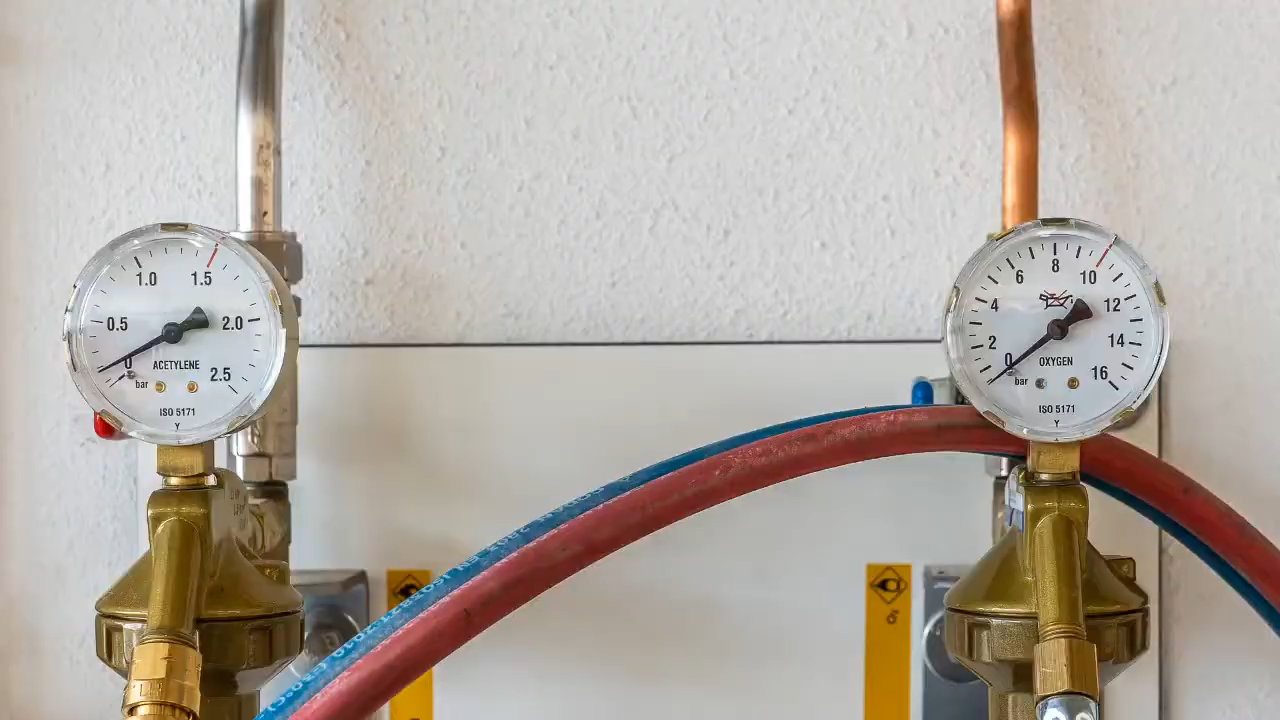 1.0 1.5
0.5 2.0
0 ACETYLENE 2.5
bar
ISO 5171
Y
8
6 10
4 12
2 14
0 OXYGEN 16
bar
ISO 5171
Y
O₂